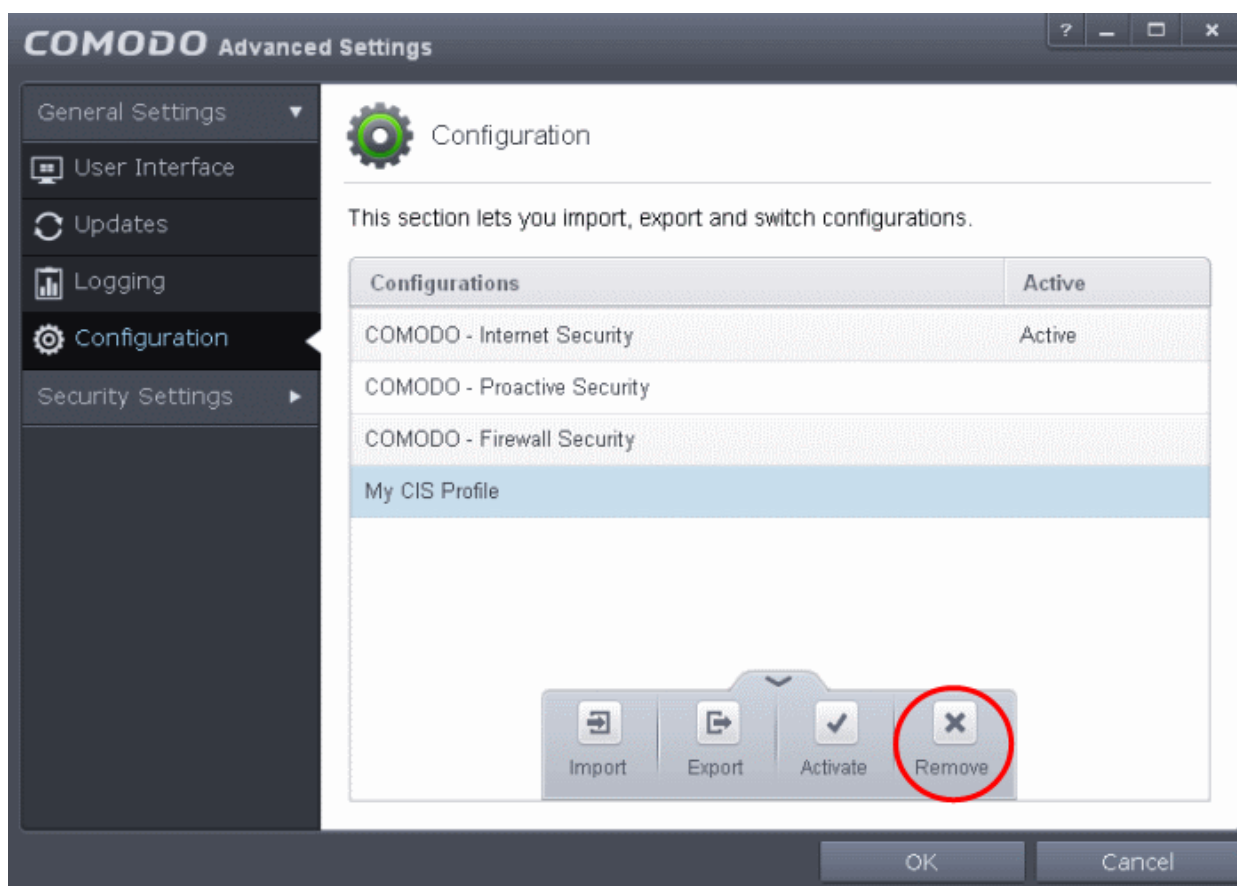 COMODO Advanced Settings
?
General Settings
User Interface
Updates
Logging
Configuration
Security Settings
Configuration
This section lets you import, export and switch configurations.
Configurations Active
COMODO - Internet Security Active
COMODO - Proactive Security
COMODO - Firewall Security
My CIS Profile
Import Export Activate Remove
OK Cancel